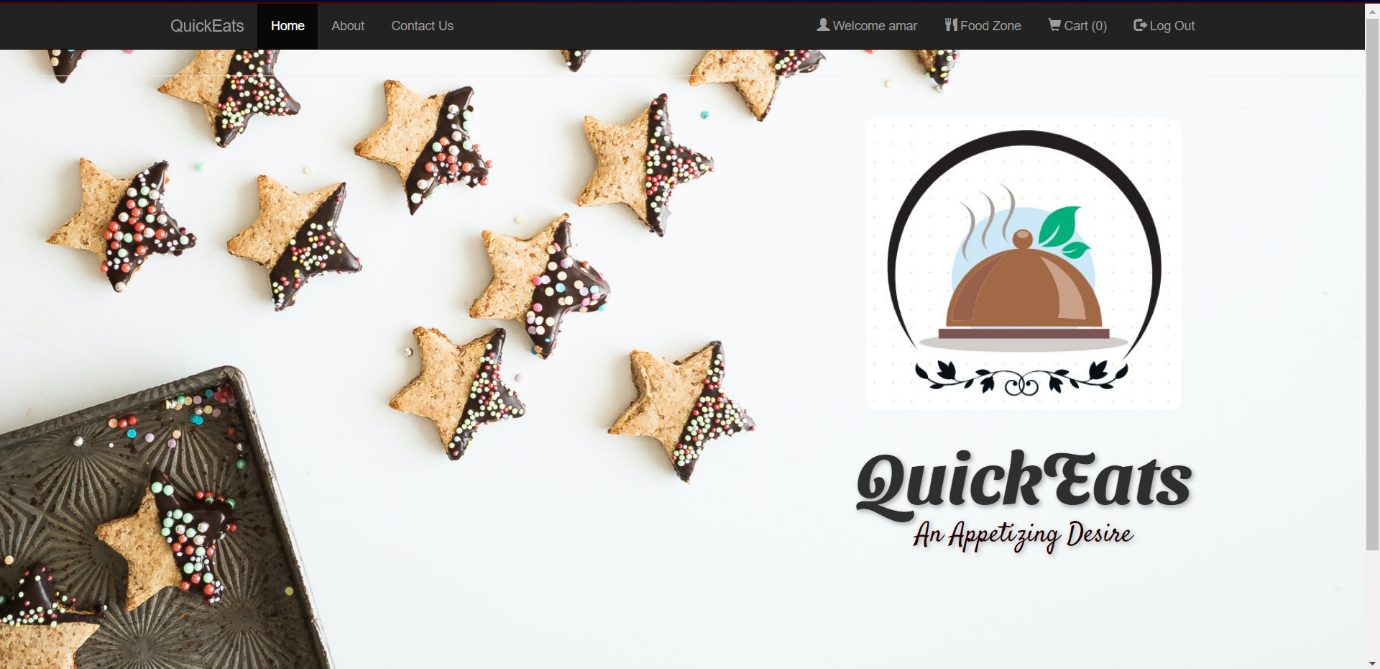 QuickEats Home About Contact Us Welcome amar Food Zone Cart (0) Log Out
QuickEats
An Appetizing Desire